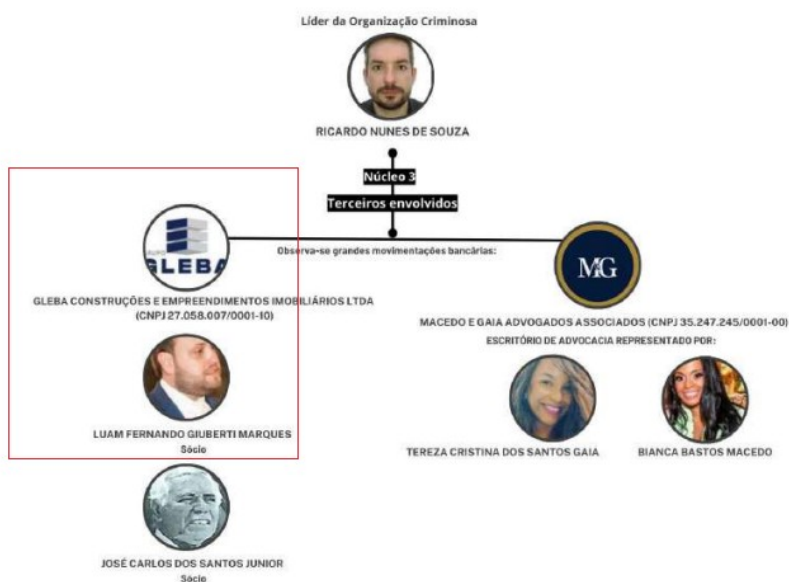 Líder da Organização Criminosa
RICARDO NUNES DE SOUZA
Núcleo 3
Terceiros envolvidos
Observa-se grandes movimentações bancárias:
GRUPO
GLEBA
GLEBA CONSTRUÇÕES E EMPREENDIMENTOS IMOBILIÁRIOS LTDA
(CNPJ 27.058.007/0001-10)
LUAM FERNANDO GIUBERTI MARQUES
Sócio
JOSÉ CARLOS DOS SANTOS JUNIOR
Sócio
M&G
MACEDO E GAIA ADVOGADOS ASSOCIADOS (CNPJ 35.247.245/0001-00)
ESCRITÓRIO DE ADVOCACIA REPRESENTADO POR:
TEREZA CRISTINA DOS SANTOS GAIA
BIANCA BASTOS MACEDO